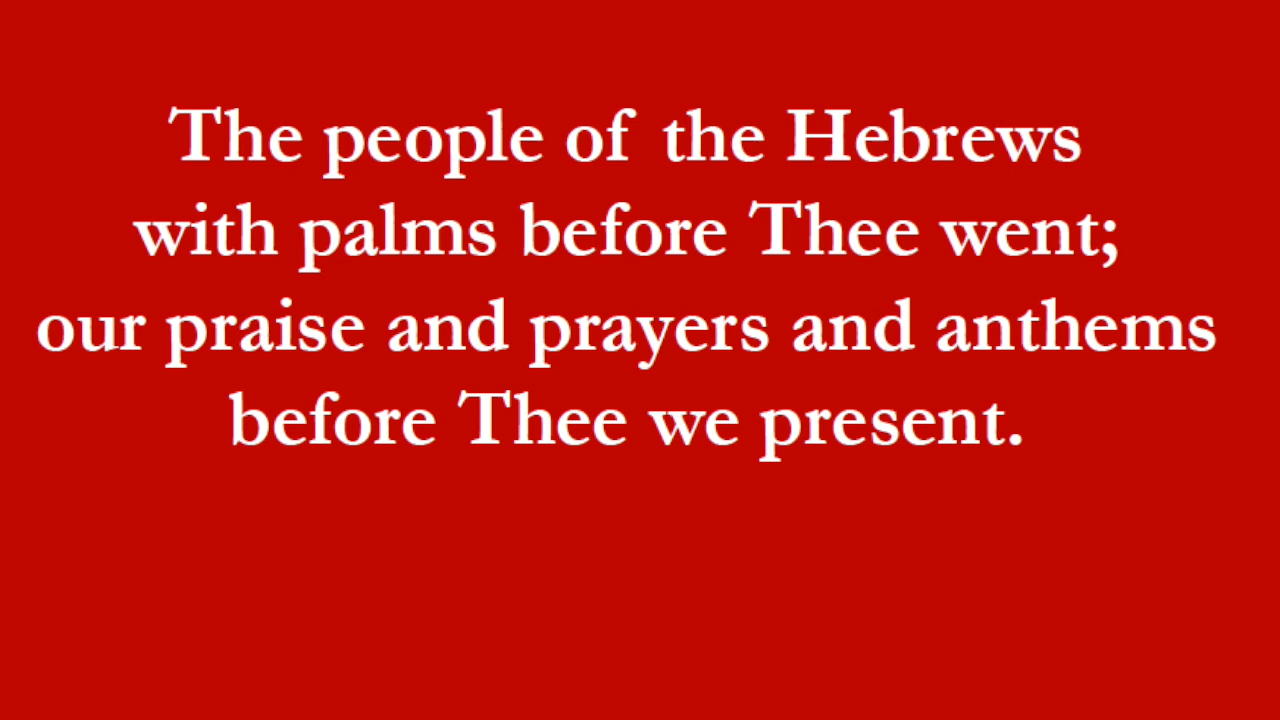 The people of the Hebrews
with palms before Thee went;
our praise and prayers and anthems
before Thee we present.